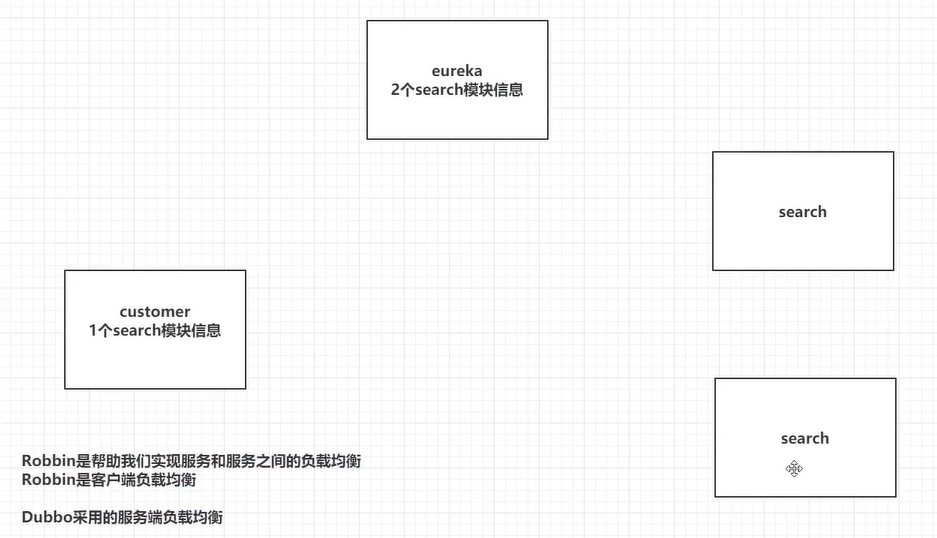 eureka
2个search模块信息
search
customer
1个search模块信息
search
Robbin是帮助我们实现服务和服务之间的负载均衡
Robbin是客户端负载均衡
Dubbo采用的服务端负载均衡